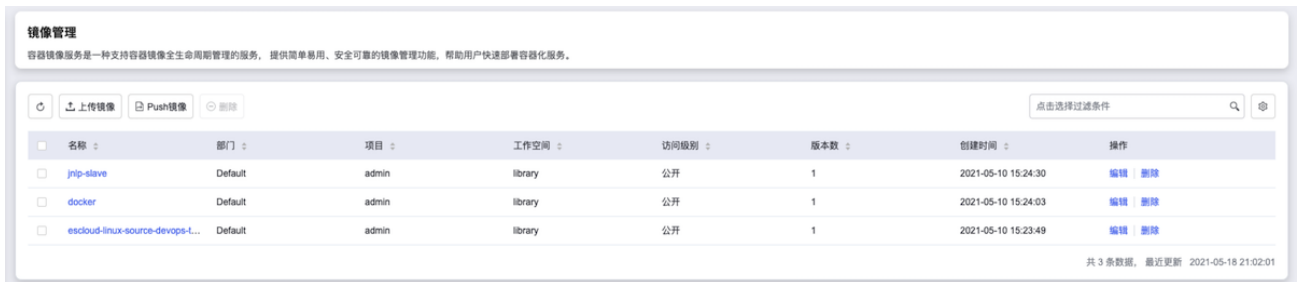 镜像管理
容器镜像服务是一种支持容器镜像全生命周期管理的服务， 提供简单易用、安全可靠的镜像管理功能，帮助用户快速部署容器化服务。
上传镜像 Push镜像 删除 点击选择过滤条件
名称 部门 项目 工作空间 访问级别 版本数 创建时间 操作
jnlp-slave Default admin library 公开 1 2021-05-10 15:24:30 编辑 删除
docker Default admin library 公开 1 2021-05-10 15:24:03 编辑 删除
escloud-linux-source-devops-t... Default admin library 公开 1 2021-05-10 15:23:49 编辑 删除
共 3 条数据， 最近更新 2021-05-18 21:02:01